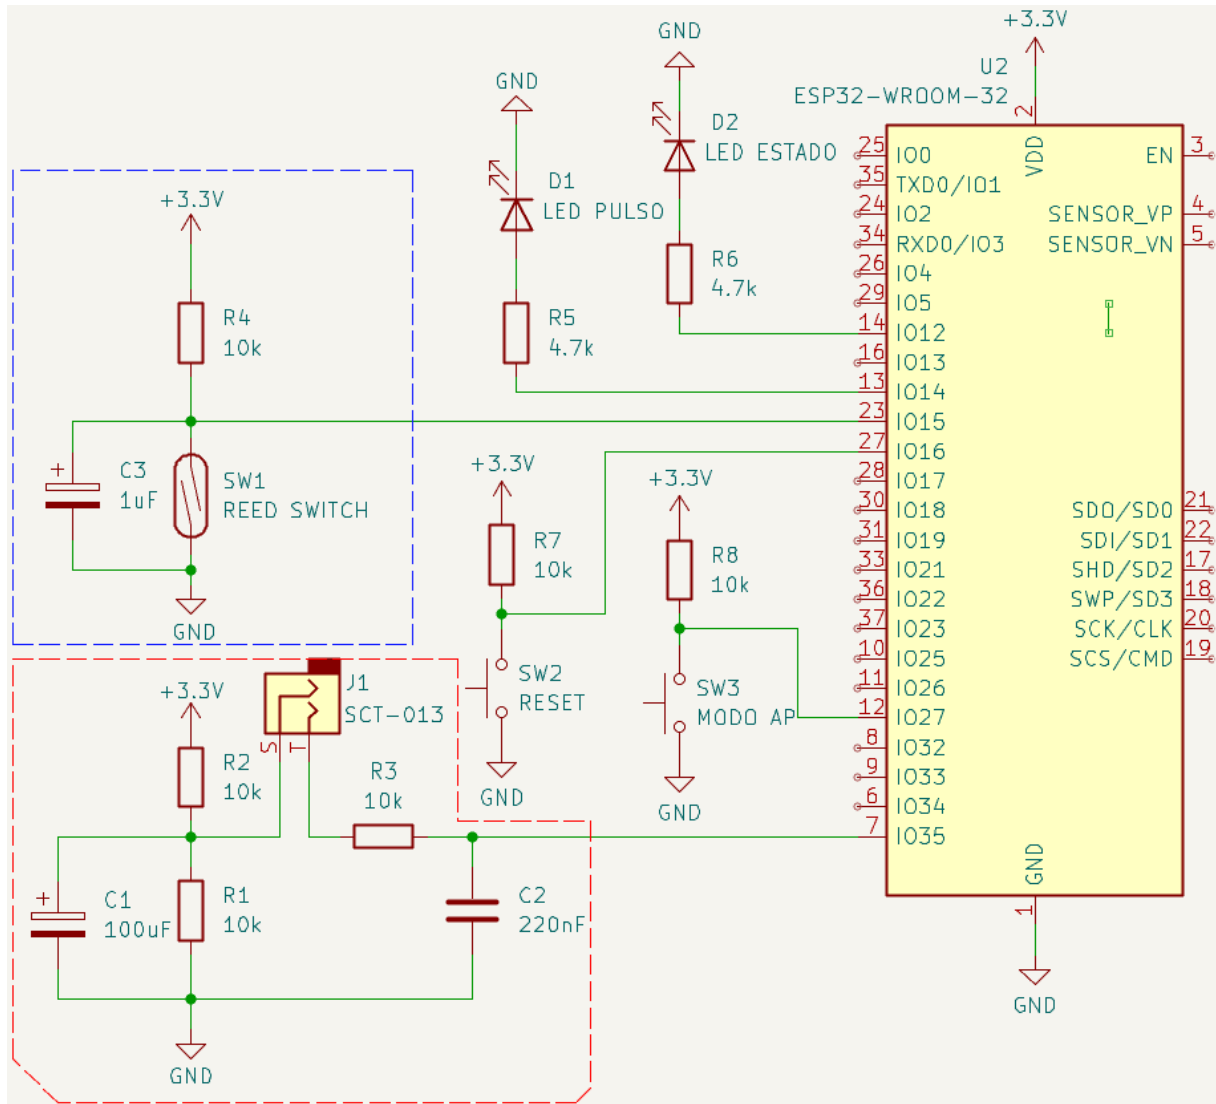 +3.3V
GND
U2
ESP32-WROOM-32
GND
D2
LED ESTADO
D1
LED PULSO
+3.3V
R4
10k
R5
4.7k
R6
4.7k
C3
1uF
SW1
REED SWITCH
GND
+3.3V
R7
10k
SW2
RESET
GND
+3.3V
R8
10k
SW3
MODO AP
GND
+3.3V
J1
SCT-013
S
T
R2
10k
R3
10k
R1
10k
C1
100uF
C2
220nF
GND
2
VDD
25 IO0
35 TXD0/IO1
24 IO2
34 RXD0/IO3
26 IO4
29 IO5
14 IO12
16 IO13
13 IO14
23 IO15
27 IO16
28 IO17
30 IO18
31 IO19
33 IO21
36 IO22
37 IO23
10 IO25
11 IO26
12 IO27
8 IO32
9 IO33
6 IO34
7 IO35
EN 3
SENSOR_VP 4
SENSOR_VN 5
SDO/SD0 21
SDI/SD1 22
SHD/SD2 17
SWP/SD3 18
SCK/CLK 20
SCS/CMD 19
GND
1
GND
+
+